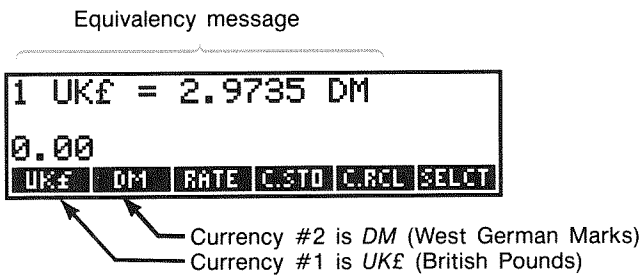 Equivalency message
1 UK£ = 2.9735 DM
0.00
UK£ DM RATE C.STO C.RCL SELCT
Currency #2 is DM (West German Marks)
Currency #1 is UK£ (British Pounds)